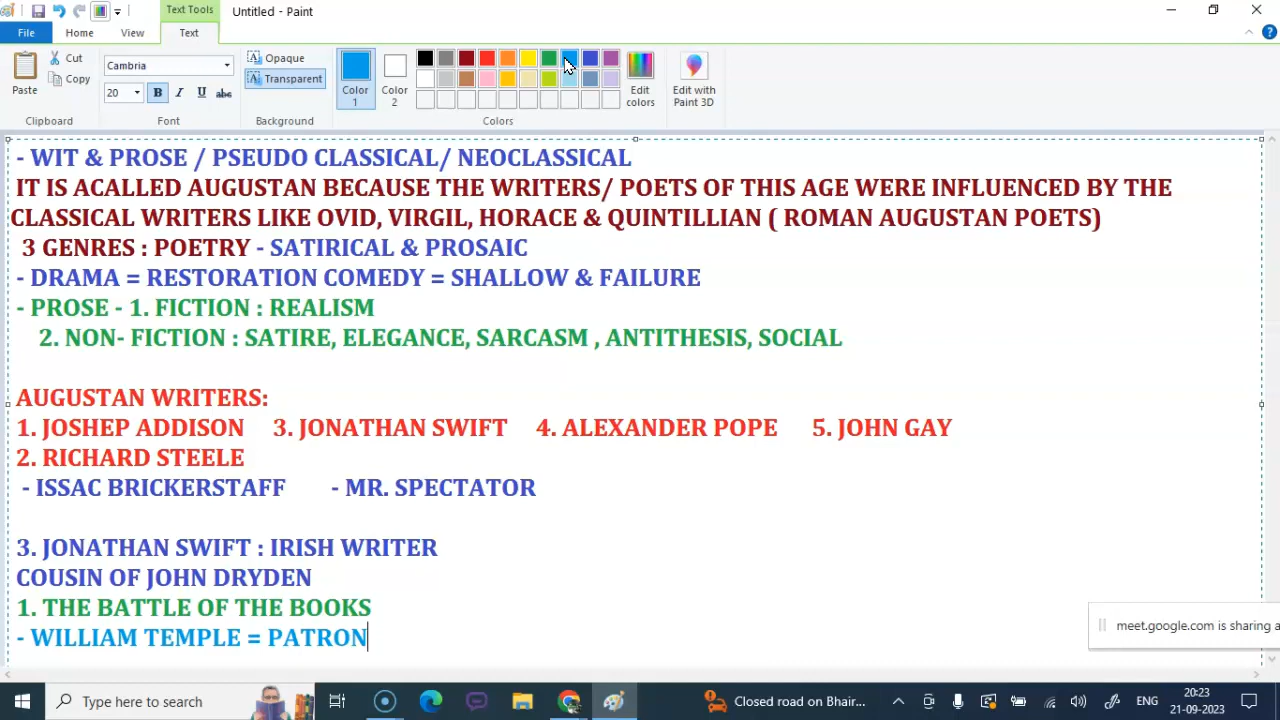 Text Tools
Untitled - Paint
File
Home
View
Text
Paste
Cut
Copy
Clipboard
Cambria
20
B I U abc
Font
Opaque
Transparent
Background
Color 1
Color 2
Edit colors
Colors
Edit with Paint 3D
- WIT & PROSE / PSEUDO CLASSICAL/ NEOCLASSICAL
IT IS ACALLED AUGUSTAN BECAUSE THE WRITERS/ POETS OF THIS AGE WERE INFLUENCED BY THE
CLASSICAL WRITERS LIKE OVID, VIRGIL, HORACE & QUINTILLIAN ( ROMAN AUGUSTAN POETS)
3 GENRES : POETRY - SATIRICAL & PROSAIC
- DRAMA = RESTORATION COMEDY = SHALLOW & FAILURE
- PROSE - 1. FICTION : REALISM
2. NON- FICTION : SATIRE, ELEGANCE, SARCASM , ANTITHESIS, SOCIAL
AUGUSTAN WRITERS:
1. JOSHEP ADDISON 3. JONATHAN SWIFT 4. ALEXANDER POPE 5. JOHN GAY
2. RICHARD STEELE
- ISSAC BRICKERSTAFF - MR. SPECTATOR
3. JONATHAN SWIFT : IRISH WRITER
COUSIN OF JOHN DRYDEN
1. THE BATTLE OF THE BOOKS
- WILLIAM TEMPLE = PATRON
meet.google.com is sharing a
Type here to search
Closed road on Bhair...
ENG
20:23
21-09-2023